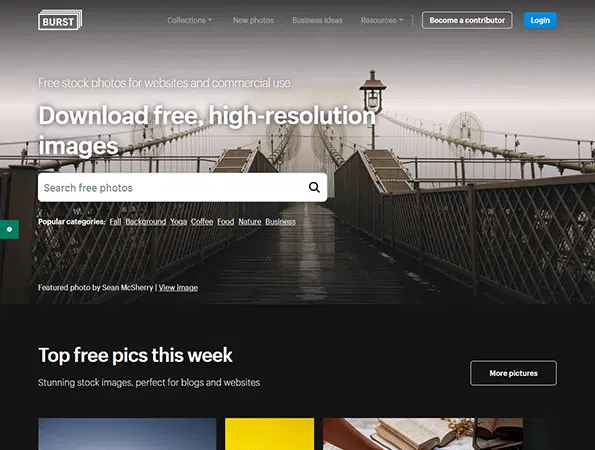 BURST
Collections
New photos
Business Ideas
Resources
Become a contributor
Login
Free stock photos for websites and commercial use
Download free, high-resolution
images
Search free photos
Popular categories: Fall Background Yoga Coffee Food Nature Business
Featured photo by Sean McSherry | View image
Top free pics this week
Stunning stock images, perfect for blogs and websites
More pictures